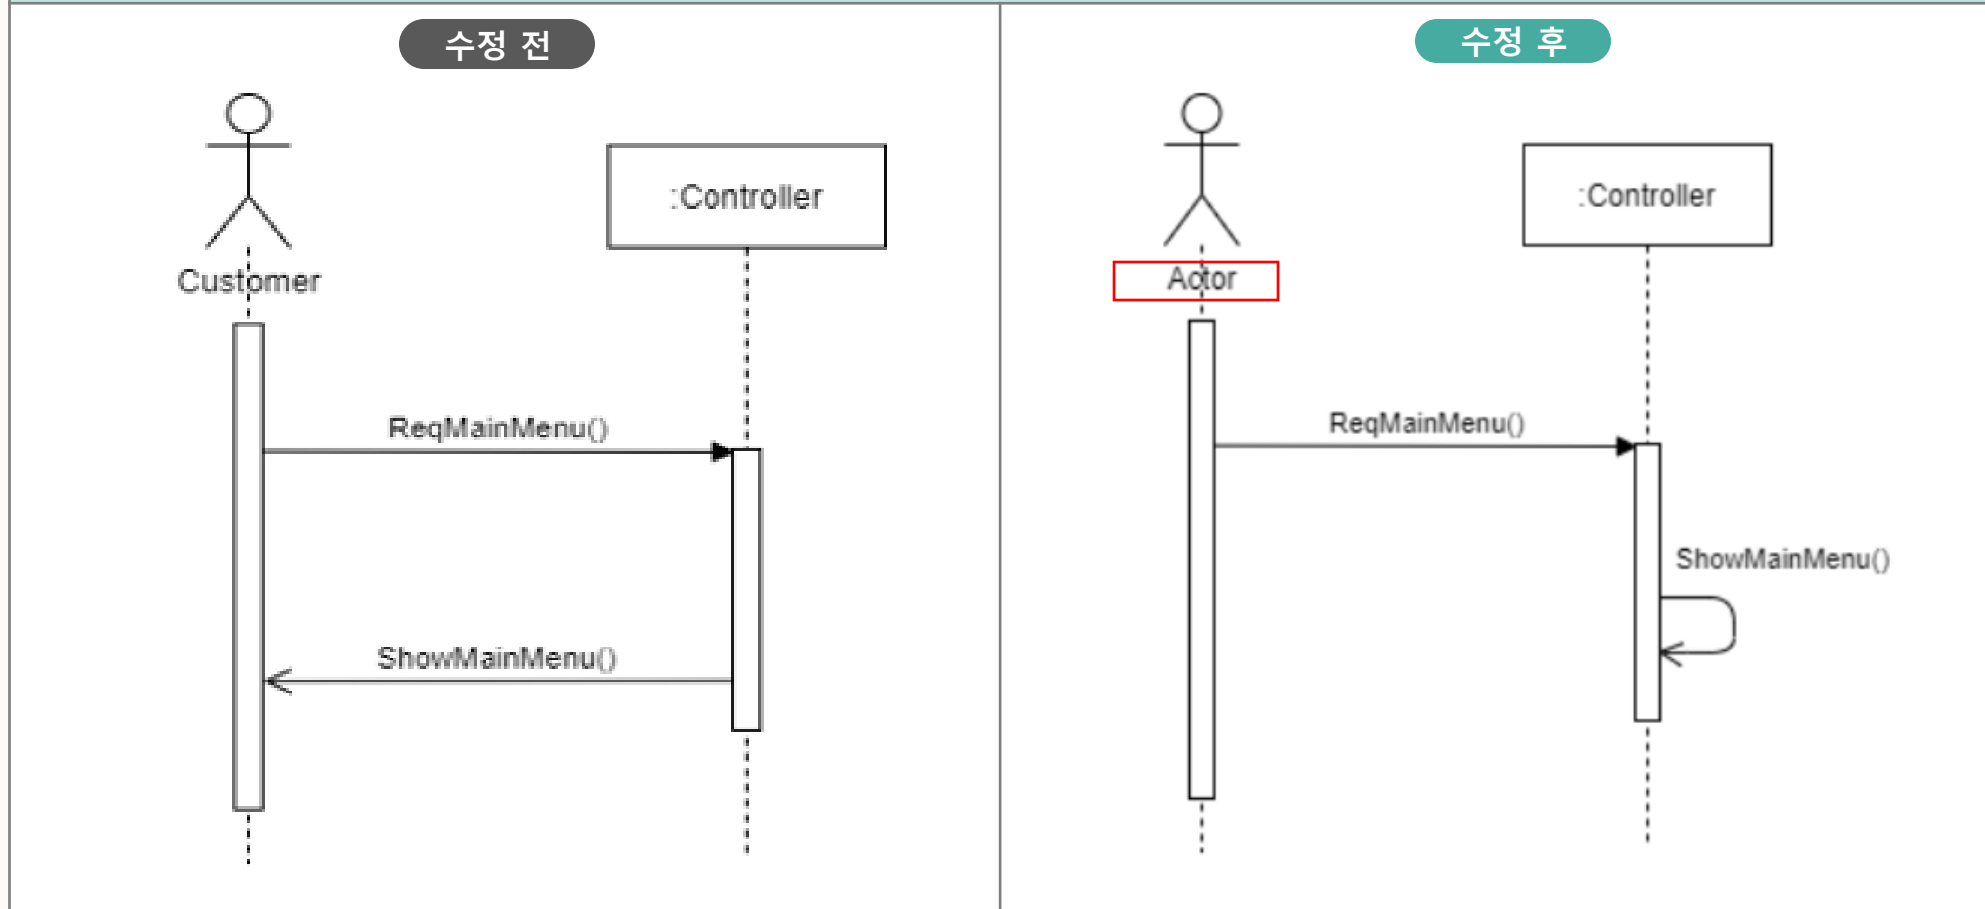 수정 전
:Controller
Customer
ReqMainMenu()
ShowMainMenu()
수정 후
:Controller
Actor
ReqMainMenu()
ShowMainMenu()